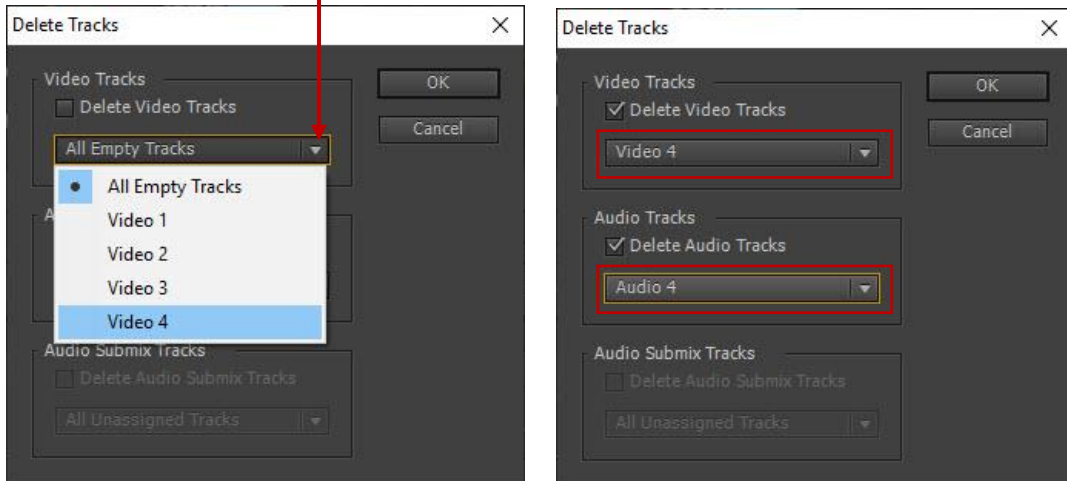 Delete Tracks
Video Tracks
OK
Delete Video Tracks
Cancel
All Empty Tracks
All Empty Tracks
Video 1
Video 2
Video 3
Video 4
A
Audio Submix Tracks
Delete Audio Submix Tracks
All Unassigned Tracks
Delete Tracks
Video Tracks
OK
Delete Video Tracks
Cancel
Video 4
Audio Tracks
Delete Audio Tracks
Audio 4
Audio Submix Tracks
Delete Audio Submix Tracks
All Unassigned Tracks